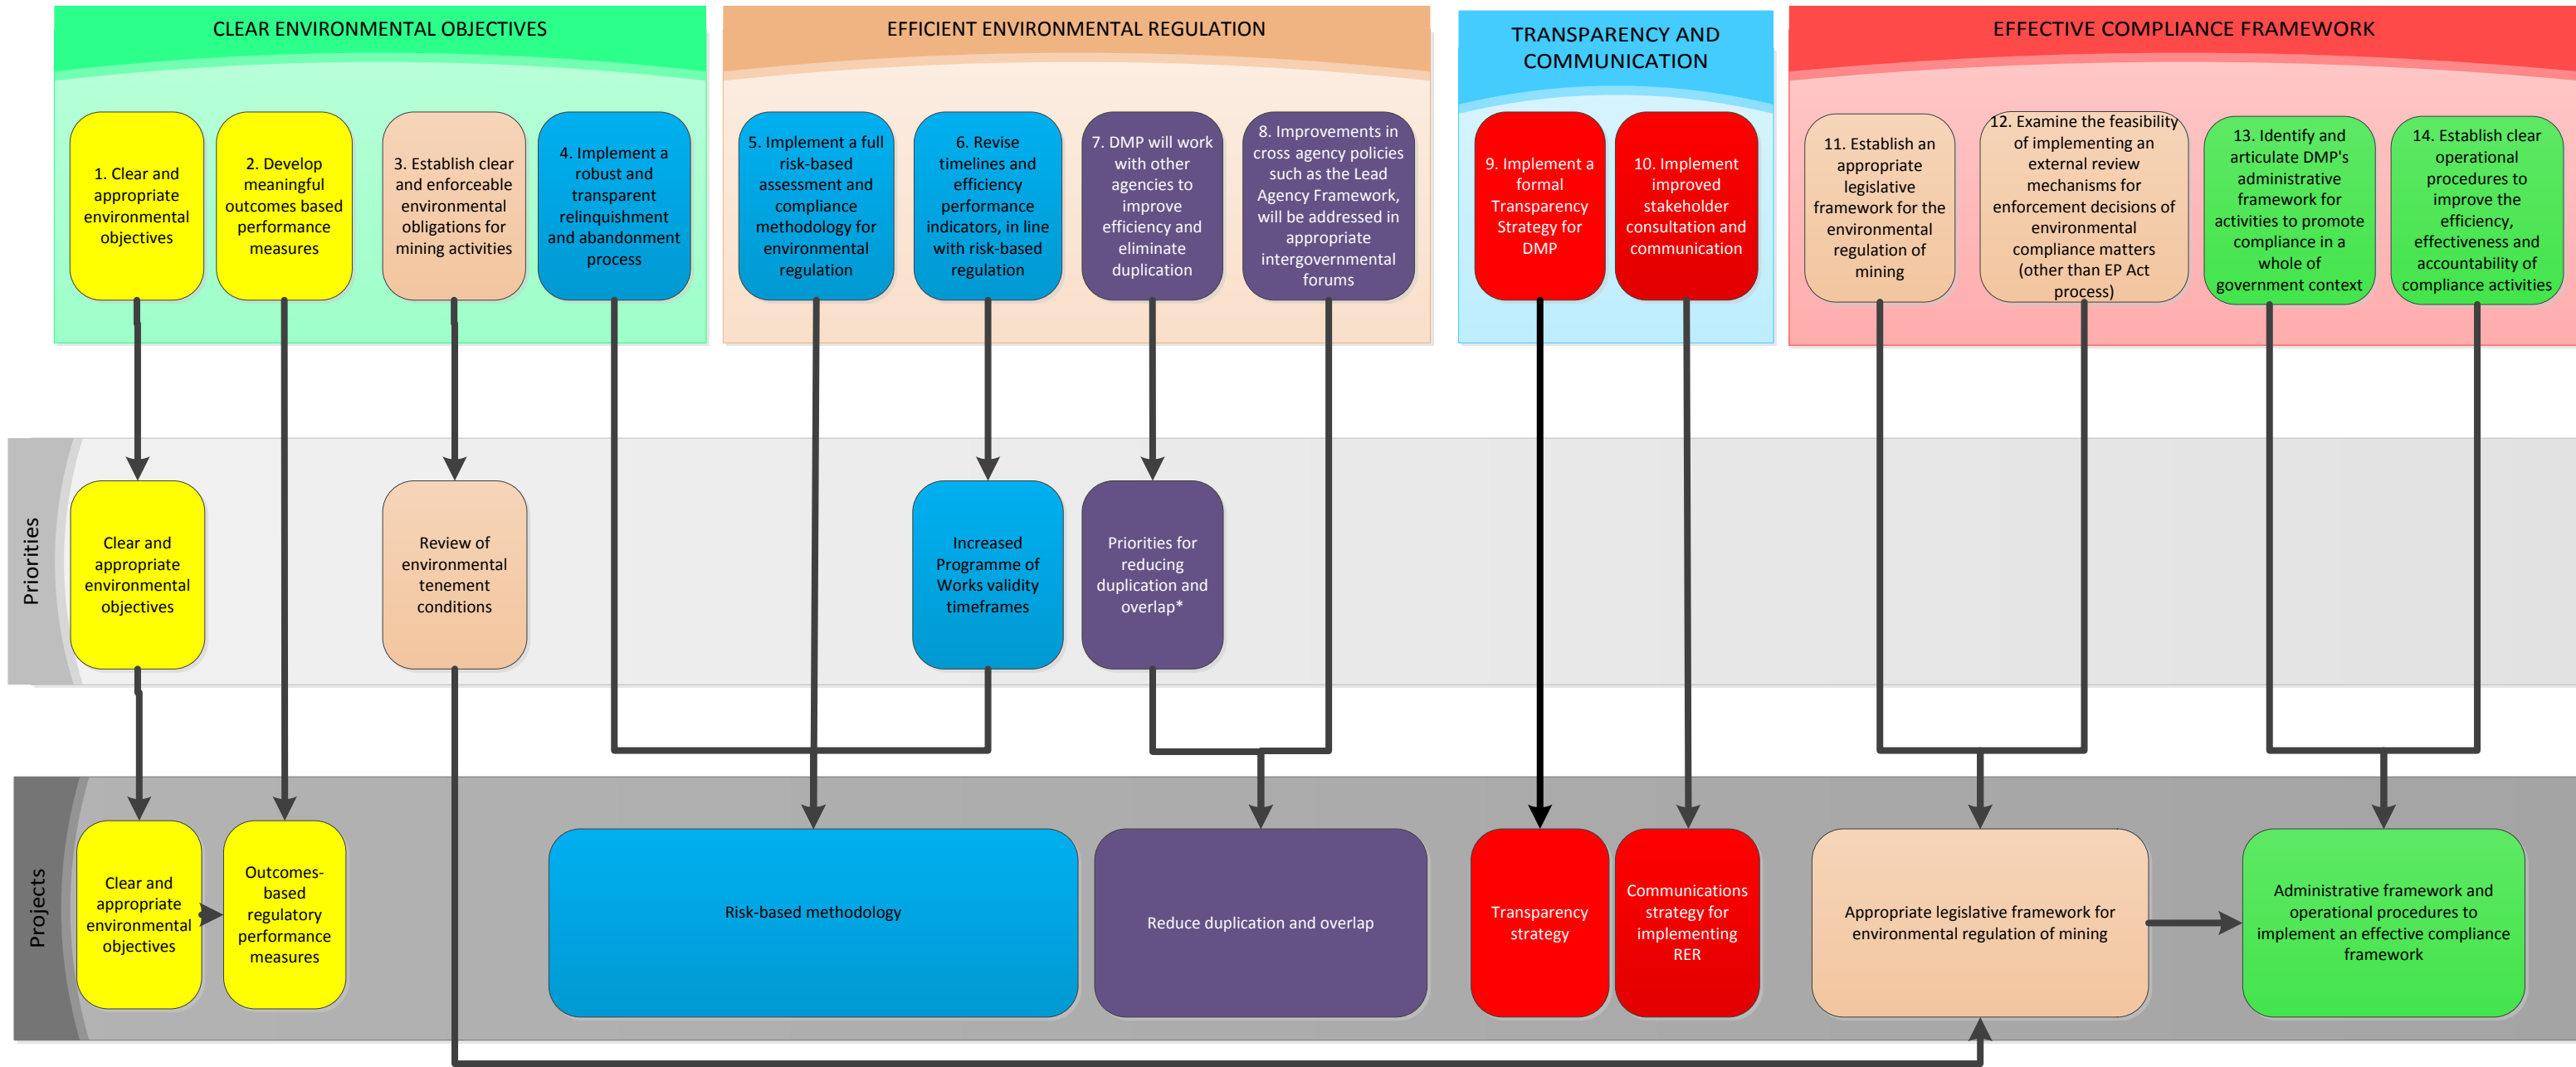 CLEAR ENVIRONMENTAL OBJECTIVES
1. Clear and
appropriate
environmental
objectives
2. Develop
meaningful
outcomes based
performance
measures
3. Establish clear
and enforceable
environmental
obligations for
mining activities
4. Implement a
robust and
transparent
relinquishment
and abandonment
process
EFFICIENT ENVIRONMENTAL REGULATION
5. Implement a full
risk-based
assessment and
compliance
methodology for
environmental
regulation
6. Revise
timelines and
efficiency
performance
indicators, in line
with risk-based
regulation
7. DMP will work
with other
agencies to
improve
efficiency and
eliminate
duplication
8. Improvements in
cross agency policies
such as the Lead
Agency Framework,
will be addressed in
appropriate
intergovernmental
forums
TRANSPARENCY AND
COMMUNICATION
9. Implement a
formal
Transparency
Strategy for
DMP
10. Implement
improved
stakeholder
consultation and
communication
EFFECTIVE COMPLIANCE FRAMEWORK
11. Establish an
appropriate
legislative
framework for the
environmental
regulation of
mining
12. Examine the feasibility
of implementing an
external review
mechanisms for
enforcement decisions of
environmental
compliance matters
(other than EP Act
process)
13. Identify and
articulate DMP's
administrative
framework for
activities to promote
compliance in a
whole of
government context
14. Establish clear
operational
procedures to
improve the
efficiency,
effectiveness and
accountability of
compliance activities
Priorities
Clear and
appropriate
environmental
objectives
Review of
environmental
tenement
conditions
Increased
Programme of
Works validity
timeframes
Priorities for
reducing
duplication and
overlap*
Projects
Clear and
appropriate
environmental
objectives
Outcomes-
based
regulatory
performance
measures
Risk-based methodology
Reduce duplication and overlap
Transparency
strategy
Communications
strategy for
implementing
RER
Appropriate legislative framework for
environmental regulation of mining
Administrative framework and
operational procedures to
implement an effective compliance
framework